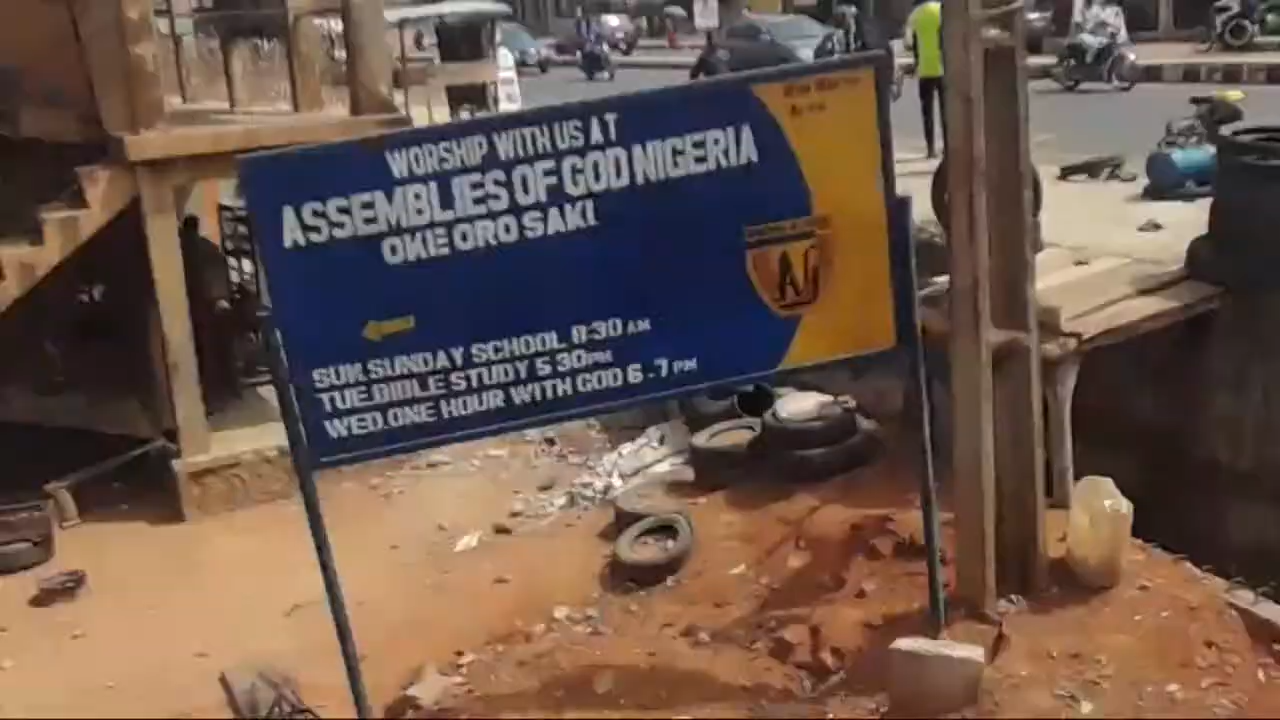 WORSHIP WITH US AT
ASSEMBLIES OF GOD NIGERIA
OKE ORO SAKI
AG
SUN.SUNDAY SCHOOL 8:30 AM
TUE.BIBLE STUDY 5 30PM
WED.ONE HOUR WITH GOD 6.7 PM